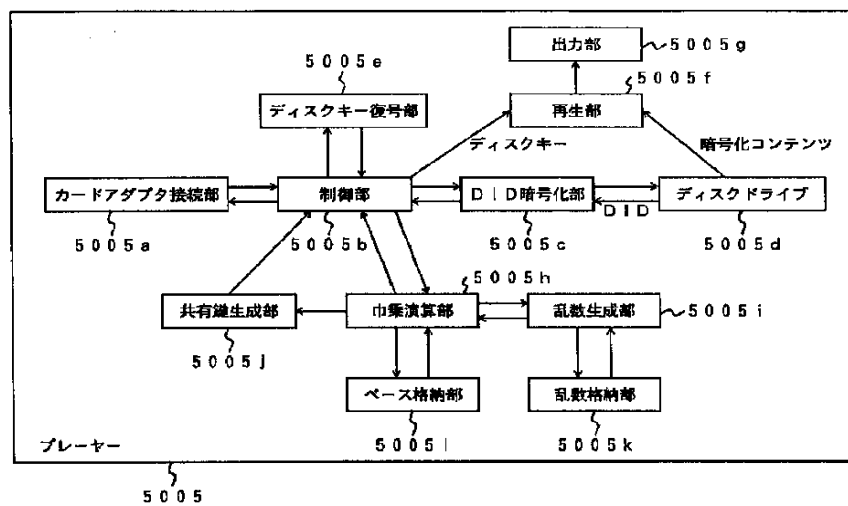 出力部
5005g
5005e
5005f
ディスクキー復号部
再生部
ディスクキー
暗号化コンテンツ
カードアダプタ接続部
制御部
DID暗号化部
ディスクドライブ
DID
5005a
5005b
5005c
5005d
5005h
共有鍵生成部
巾乗演算部
乱数生成部
5005i
5005j
ベース格納部
乱数格納部
5005l
5005k
プレーヤー
5005